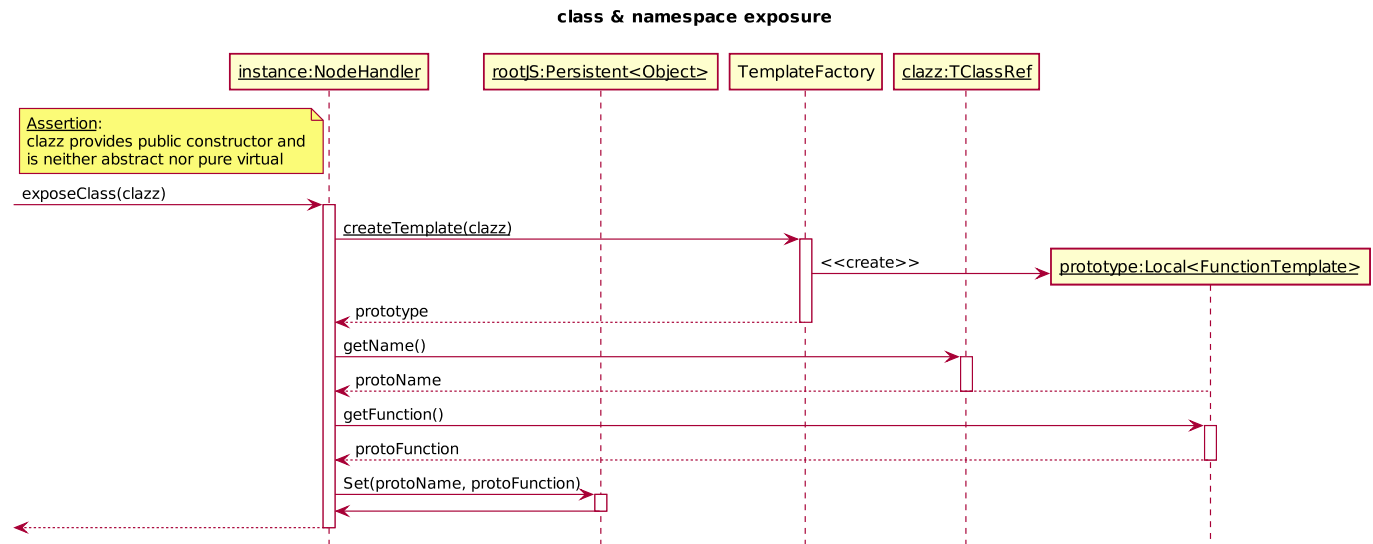 class & namespace exposure
instance:NodeHandler
rootJS:Persistent<Object>
TemplateFactory
clazz:TClassRef
Assertion:
clazz provides public constructor and
is neither abstract nor pure virtual
exposeClass(clazz)
createTemplate(clazz)
<<create>>
prototype:Local<FunctionTemplate>
prototype
getName()
protoName
getFunction()
protoFunction
Set(protoName, protoFunction)